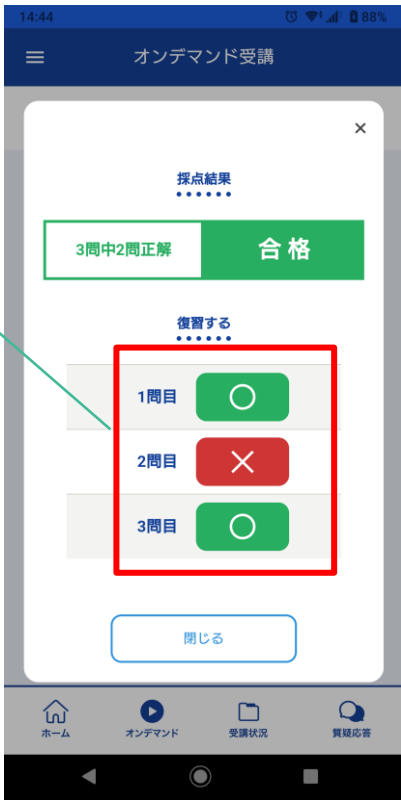 14:44 88%
オンデマンド受講
×
採点結果
3問中2問正解 合格
復習する
1問目
2問目
3問目
閉じる
ホーム オンデマンド 受講状況 質疑応答